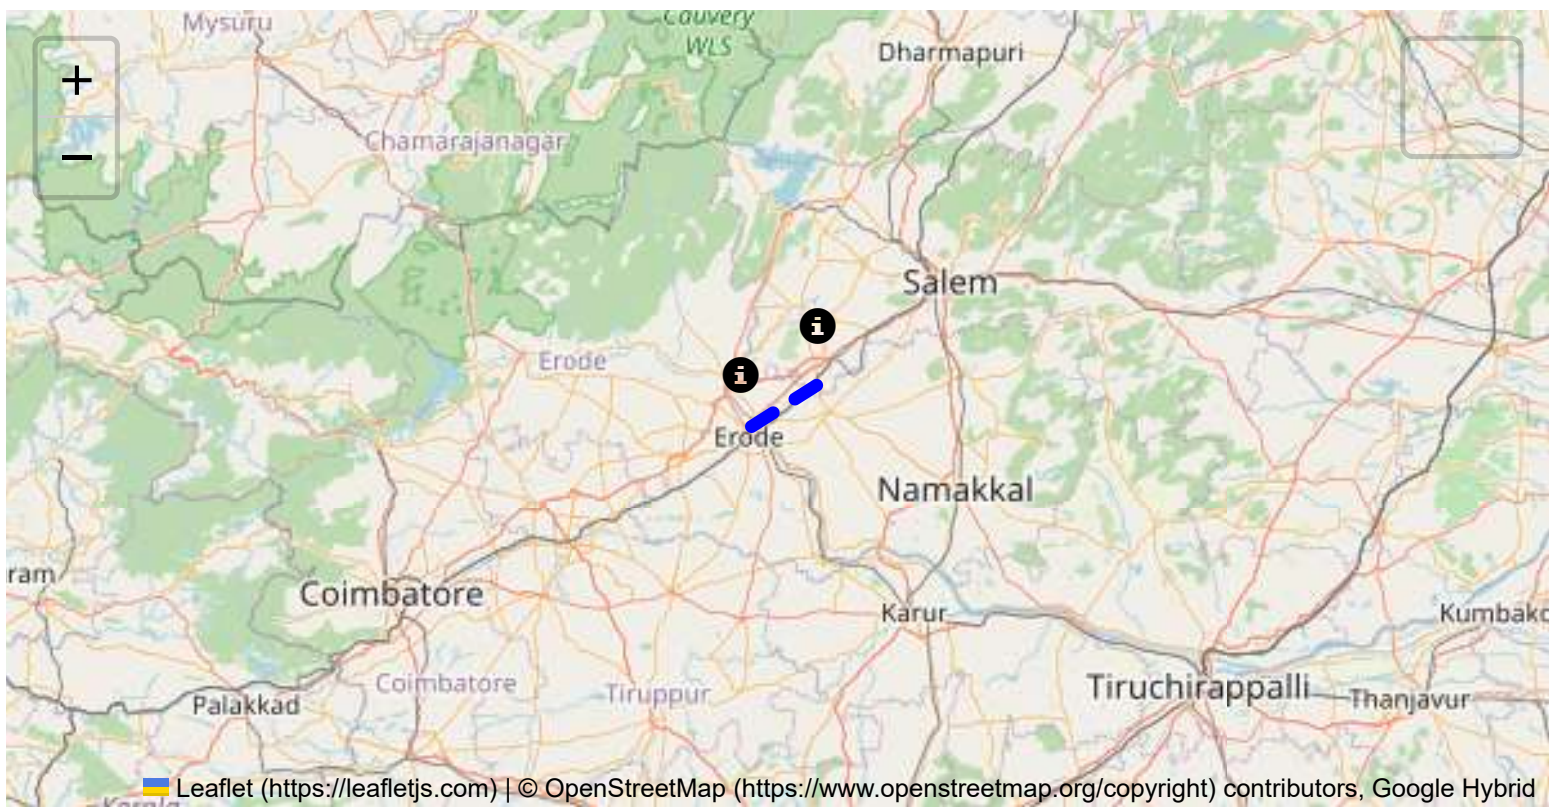 Mysuru
Cauvery
WLS
Dharmapuri
+
Chamarajanagar
−
Salem
i
Erode
i
Erode
Namakkal
ram
Coimbatore
Karur
Kumbako
Coimbatore
Tiruppur
Tiruchirappalli
Thanjavur
Palakkad
Leaflet (https://leafletjs.com) | © OpenStreetMap (https://www.openstreetmap.org/copyright) contributors, Google Hybrid
Kerala